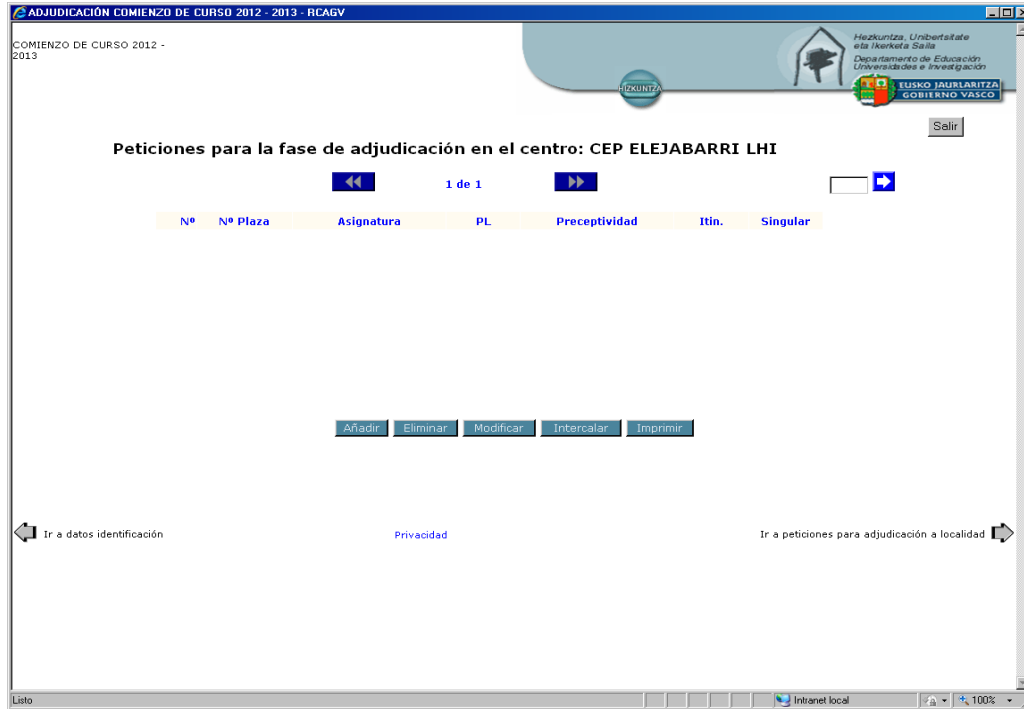 ADJUDICACIÓN COMIENZO DE CURSO 2012 - 2013 - RCAGV
COMIENZO DE CURSO 2012 -
2013
HIZKUNTZA
Hezkuntza, Unibertsitate
eta Ikerketa Saila
Departamento de Educación
Universidades e Investigación
EUSKO JAURLARITZA
GOBIERNO VASCO
Salir
Peticiones para la fase de adjudicación en el centro: CEP ELEJABARRI LHI
1 de 1
Nº Nº Plaza Asignatura PL Preceptividad Itin. Singular
Añadir Eliminar Modificar Intercalar Imprimir
Ir a datos identificación Privacidad Ir a peticiones para adjudicación a localidad
Listo Intranet local 100%